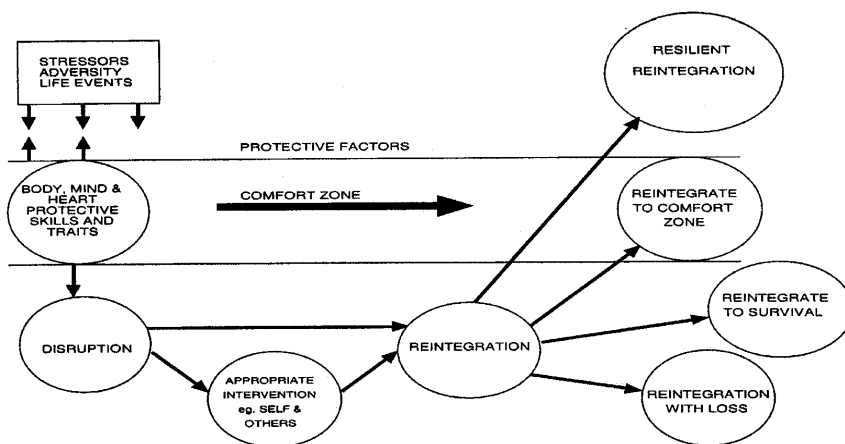 STRESSORS
ADVERSITY
LIFE EVENTS
RESILIENT
REINTEGRATION
PROTECTIVE FACTORS
BODY, MIND &
HEART
PROTECTIVE
SKILLS AND
TRAITS
COMFORT ZONE
REINTEGRATE
TO COMFORT
ZONE
DISRUPTION
APPROPRIATE
INTERVENTION
eg. SELF &
OTHERS
REINTEGRATION
REINTEGRATE
TO SURVIVAL
REINTEGRATION
WITH LOSS